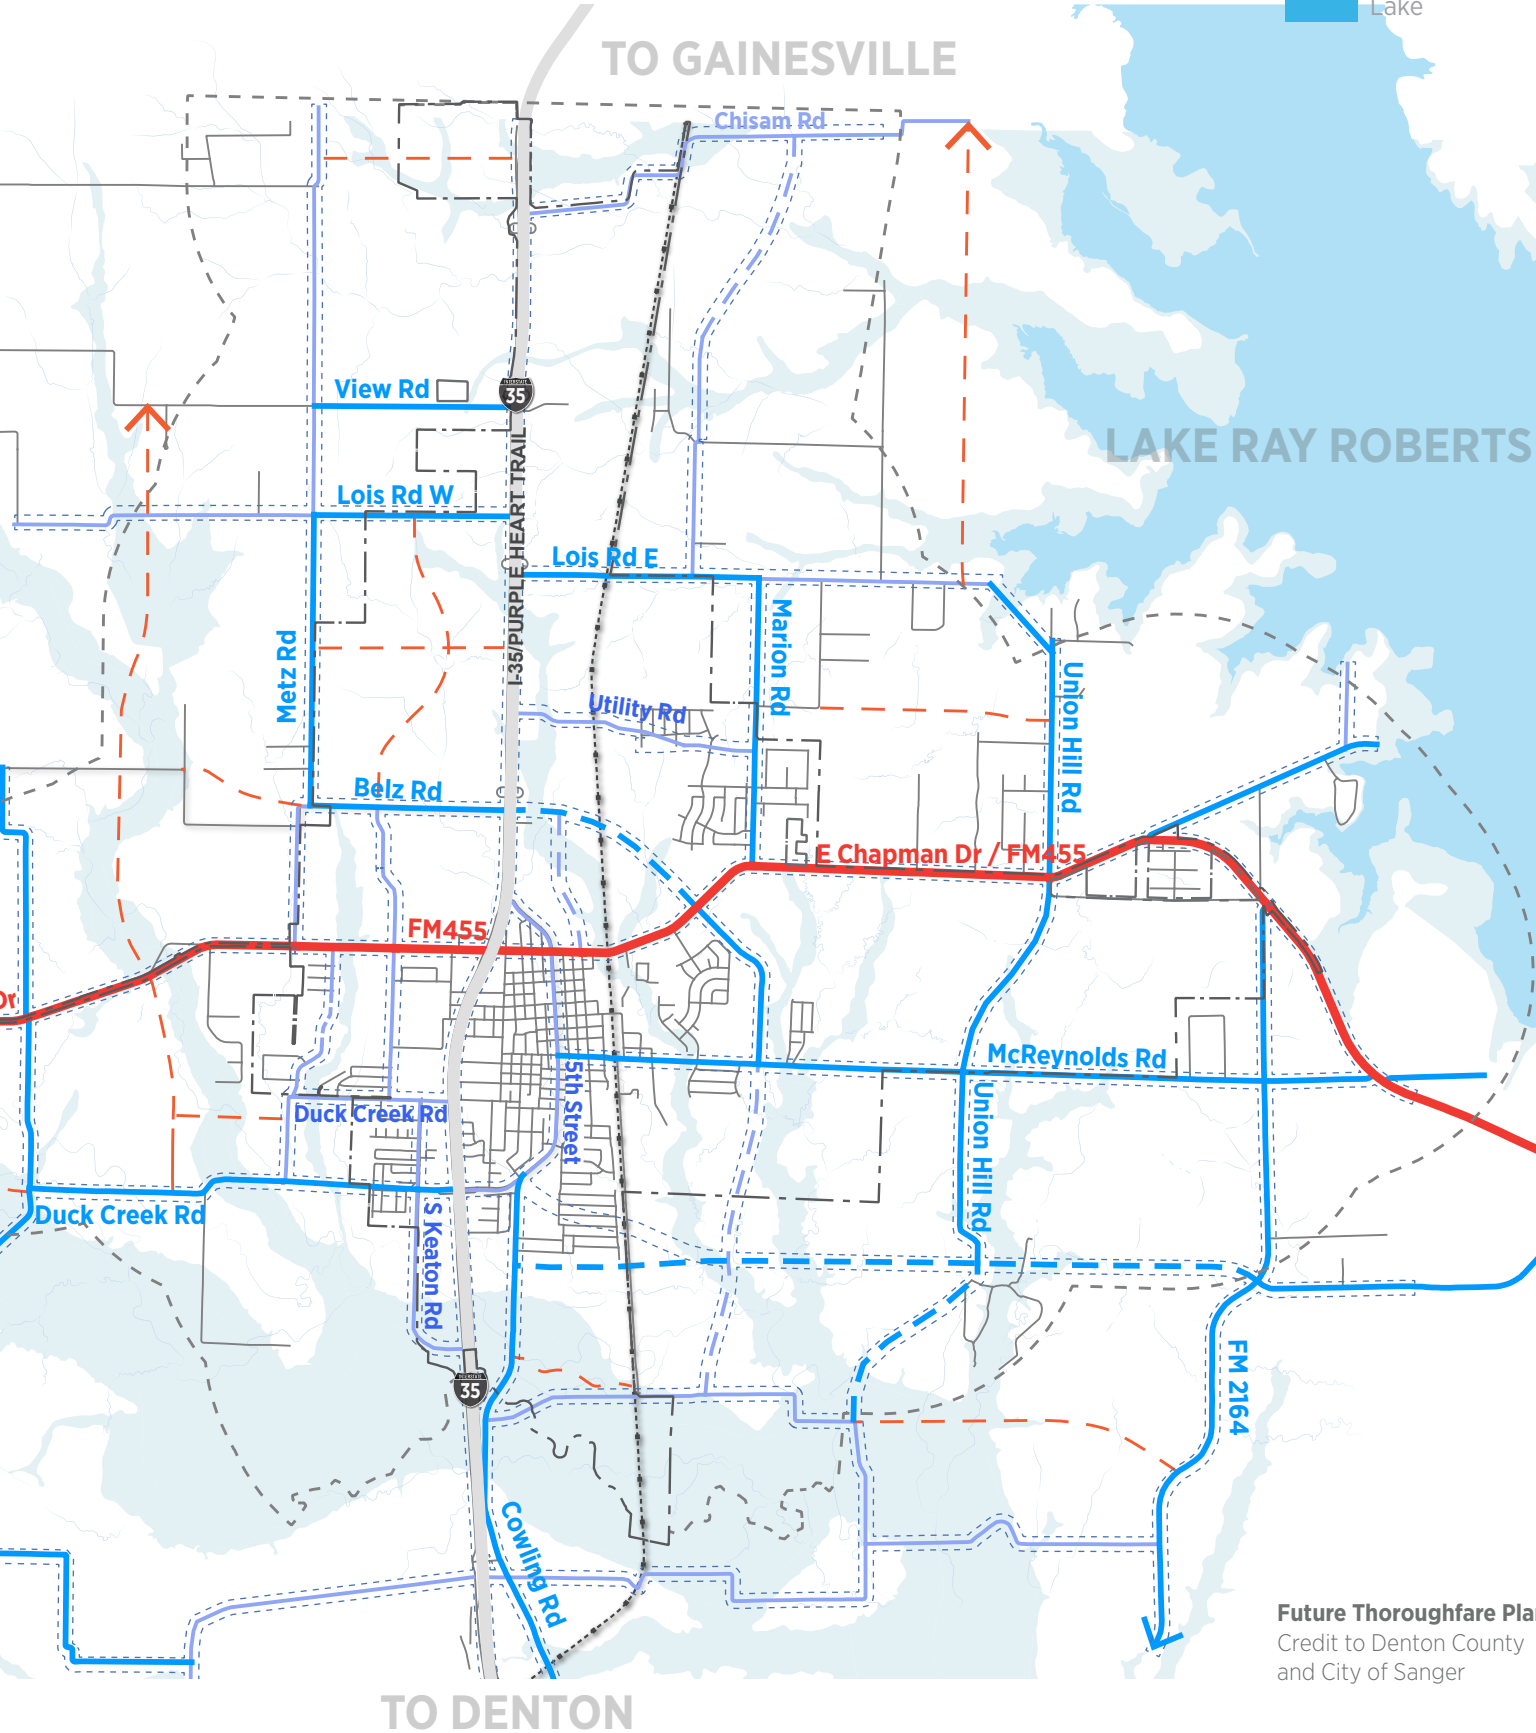 Lake
TO GAINESVILLE
Chisam Rd
View Rd
INTERSTATE
35
LAKE RAY ROBERTS
I-35/PURPLE HEART TRAIL
Lois Rd W
Lois Rd E
Metz Rd
Marion Rd
Union Hill Rd
Utility Rd
Belz Rd
E Chapman Dr / FM455
FM455
Dr
McReynolds Rd
5th Street
Duck Creek Rd
Union Hill Rd
Duck Creek Rd
S Keaton Rd
FM 2164
INTERSTATE
35
Cowling Rd
Future Thoroughfare Pla
Credit to Denton County
and City of Sanger
TO DENTON